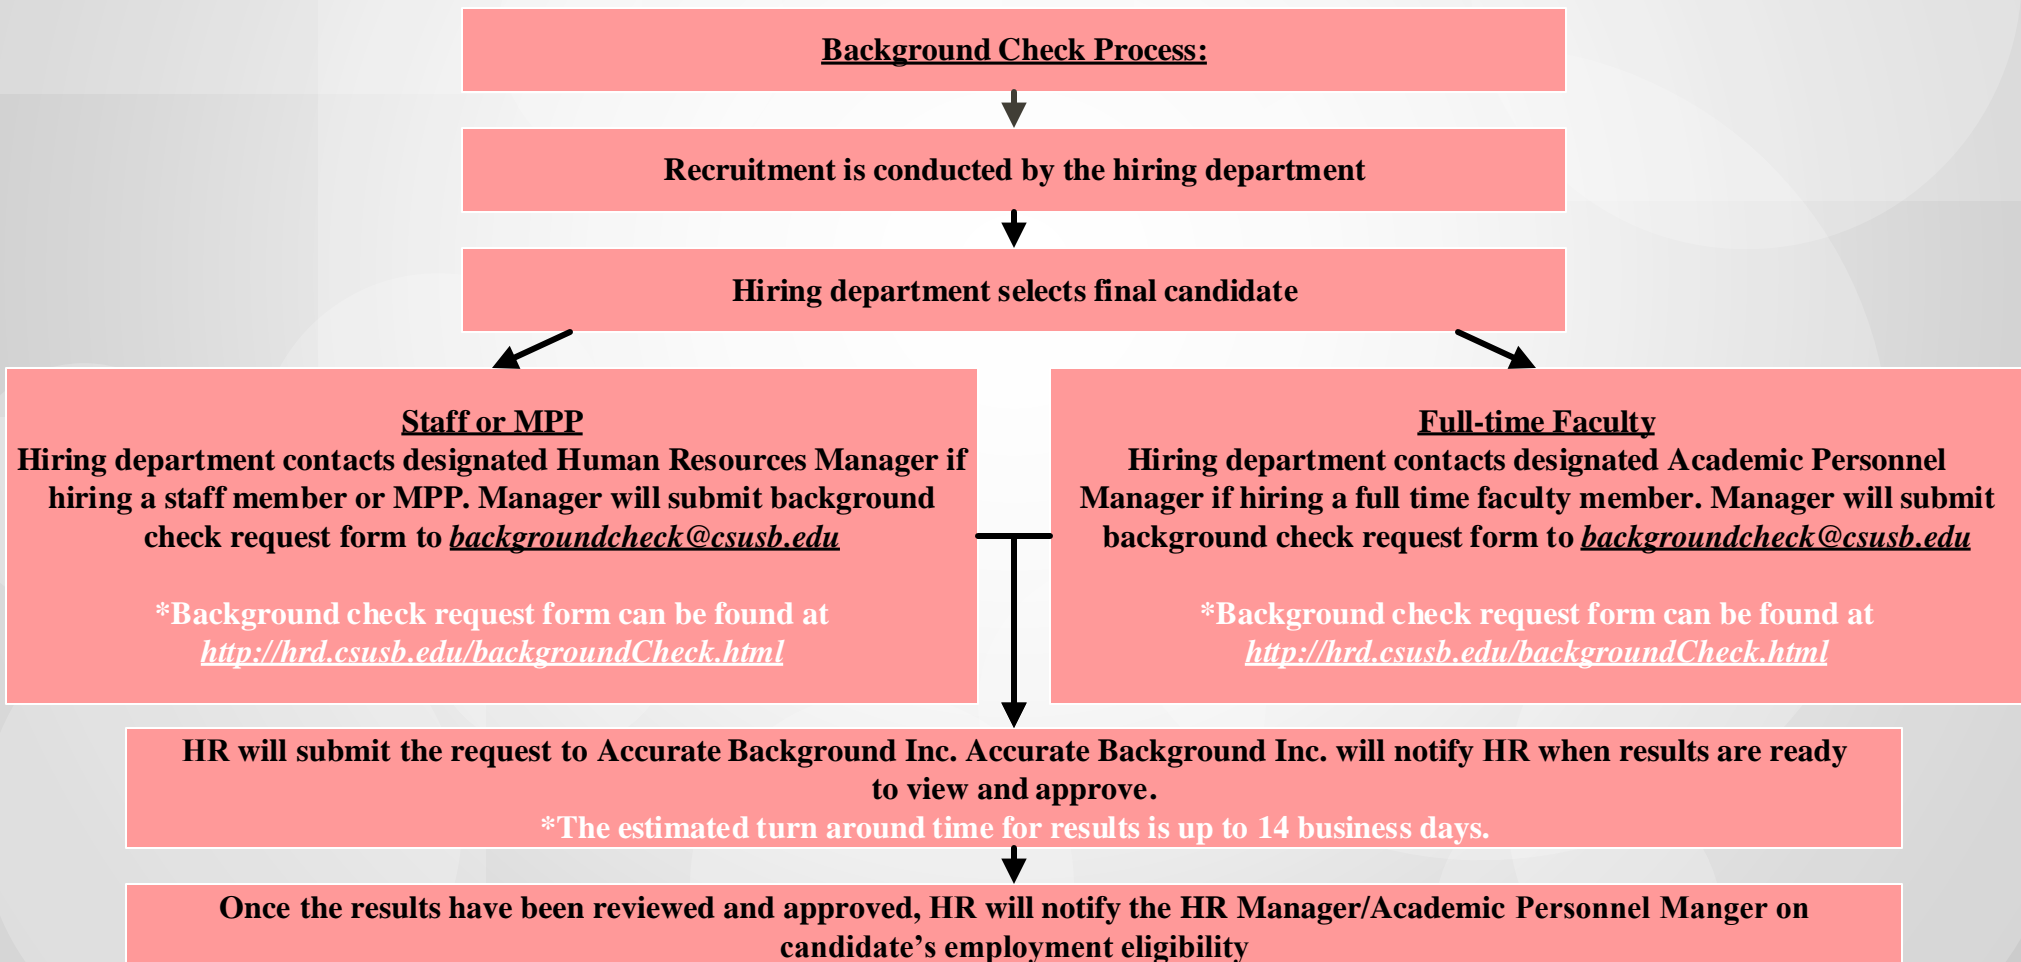 Background Check Process:
Recruitment is conducted by the hiring department
Hiring department selects final candidate
Staff or MPP
Hiring department contacts designated Human Resources Manager if
hiring a staff member or MPP. Manager will submit background
check request form to backgroundcheck@csusb.edu
*Background check request form can be found at
http://hrd.csusb.edu/backgroundCheck.html
Full-time Faculty
Hiring department contacts designated Academic Personnel
Manager if hiring a full time faculty member. Manager will submit
background check request form to backgroundcheck@csusb.edu
*Background check request form can be found at
http://hrd.csusb.edu/backgroundCheck.html
HR will submit the request to Accurate Background Inc. Accurate Background Inc. will notify HR when results are ready
to view and approve.
*The estimated turn around time for results is up to 14 business days.
Once the results have been reviewed and approved, HR will notify the HR Manager/Academic Personnel Manger on
candidate’s employment eligibility